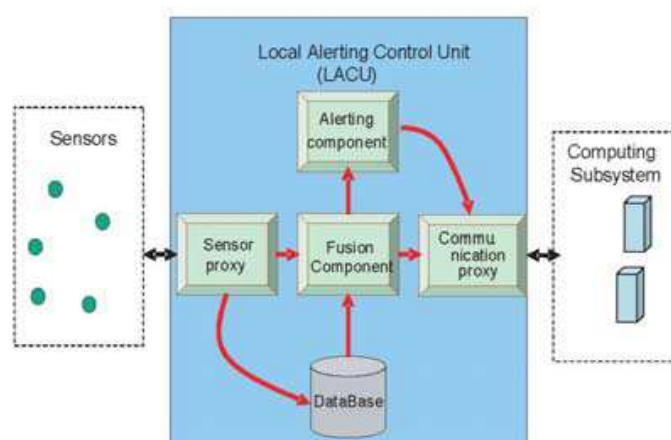 Local Alerting Control Unit
(LACU)
Sensors
Alerting
component
Computing
Subsystem
Sensor
proxy
Fusion
Component
Commu.
nication
proxy
DataBase